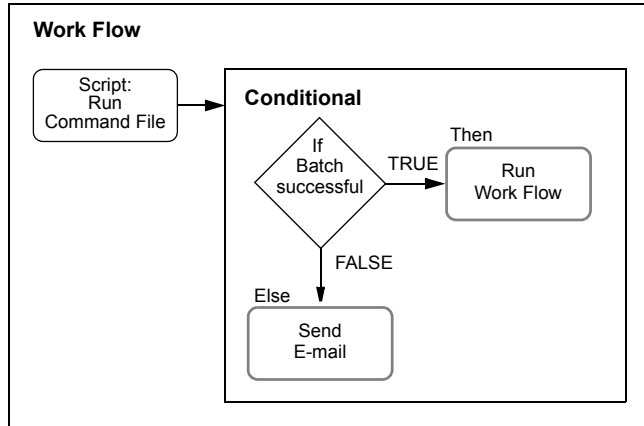 Work Flow
Script:
Run
Command File
Conditional
If
Batch
successful
TRUE
Then
Run
Work Flow
FALSE
Else
Send
E-mail